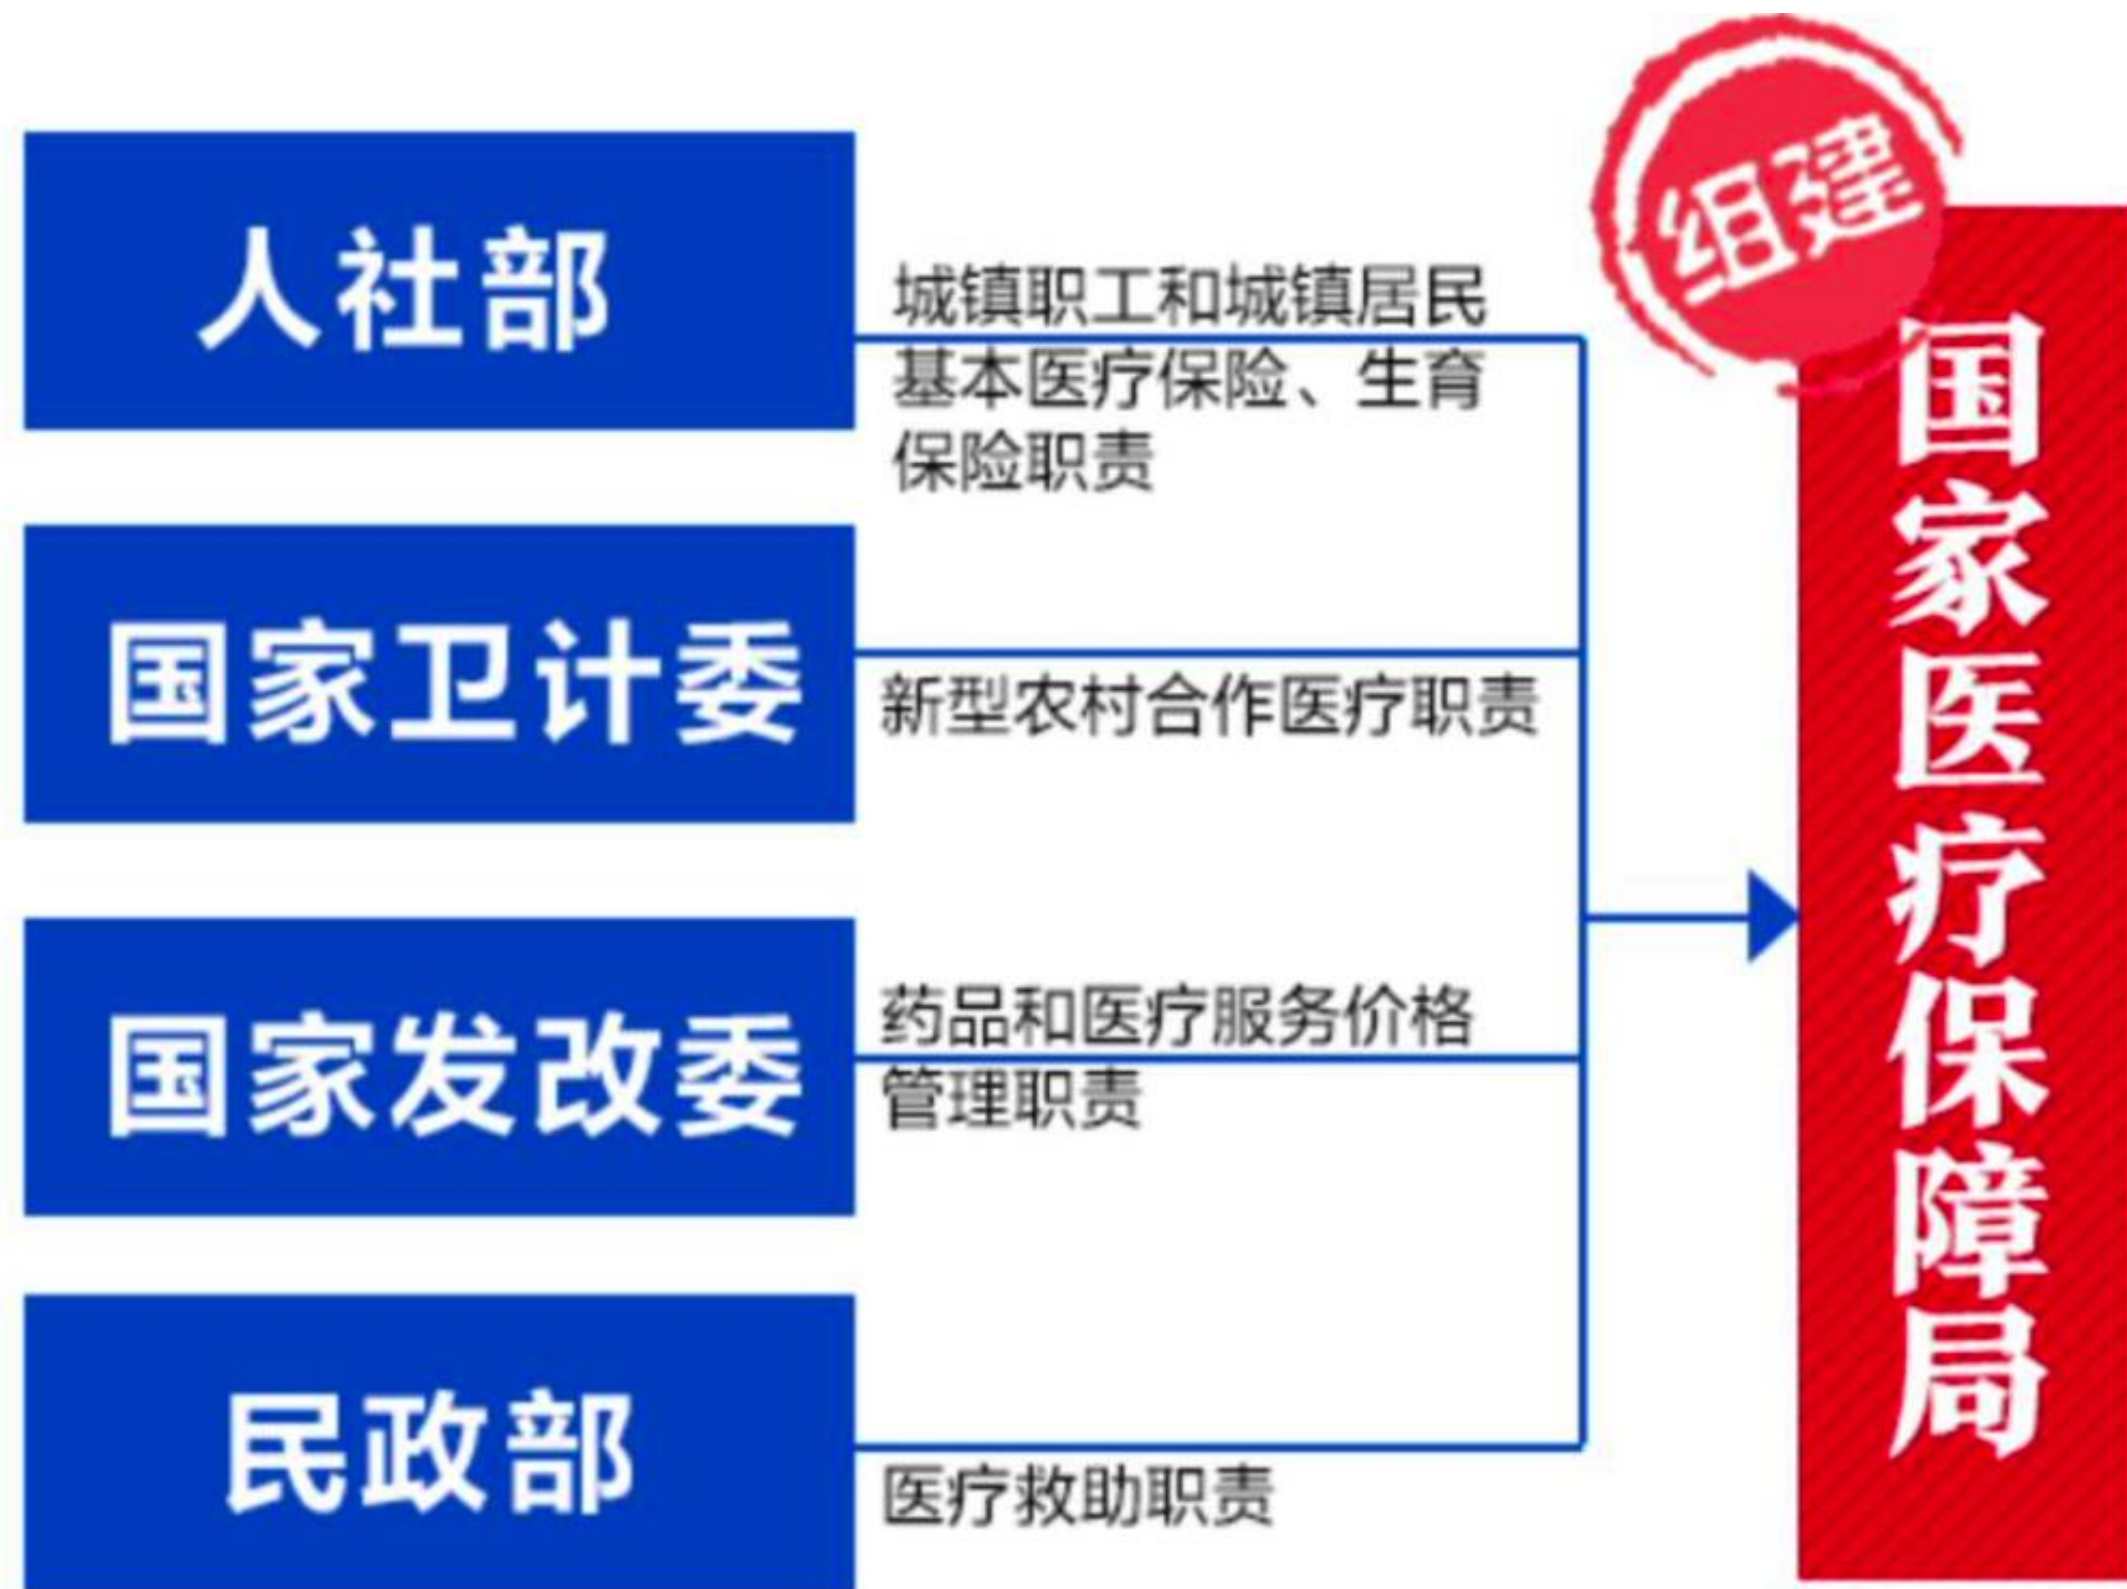 组建
人社部
城镇职工和城镇居民
基本医疗保险、生育
保险职责
国家卫计委
新型农村合作医疗职责
国家发改委
药品和医疗服务价格
管理职责
民政部
医疗救助职责
国家医疗保障局